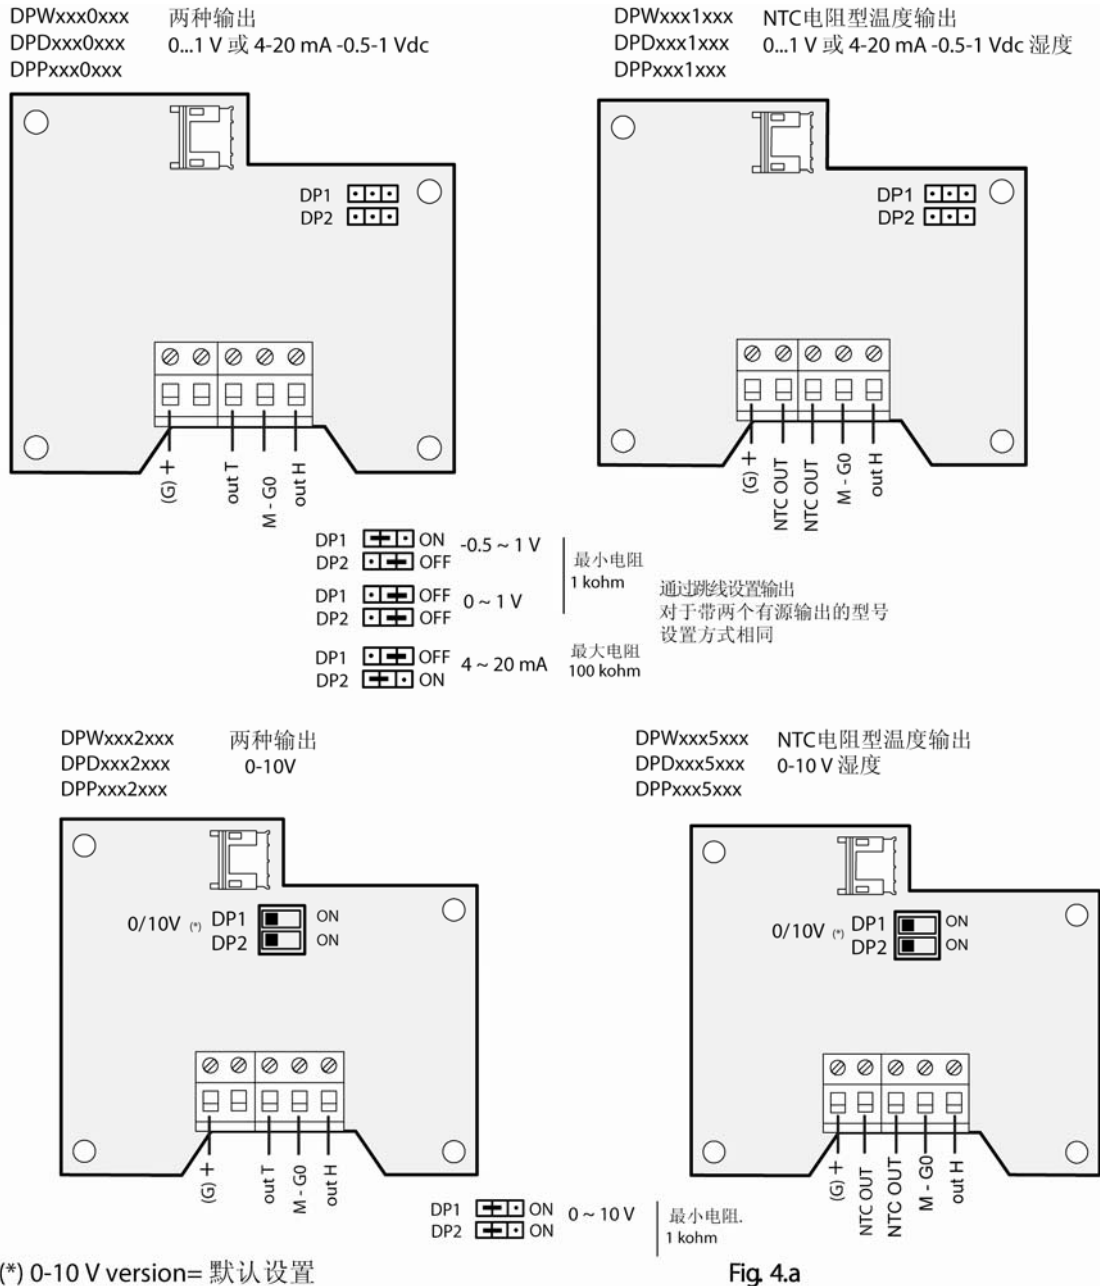 DPWxxx0xxx 两种输出
DPDxxx0xxx 0...1 V 或 4-20 mA -0.5-1 Vdc
DPPxxx0xxx
DP1
DP2
(G) +
out T
M - G0
out H
DPWxxx1xxx NTC电阻型温度输出
DPDxxx1xxx 0...1 V 或 4-20 mA -0.5-1 Vdc 湿度
DPPxxx1xxx
DP1
DP2
(G) +
NTC OUT
NTC OUT
M - G0
out H
DP1 ON -0.5 ~ 1 V
DP2 OFF
DP1 OFF 0 ~ 1 V
DP2 OFF
最小电阻
1 kohm
DP1 OFF 4 ~ 20 mA
DP2 ON
最大电阻
100 kohm
通过跳线设置输出
对于带两个有源输出的型号
设置方式相同
DPWxxx2xxx 两种输出
DPDxxx2xxx 0-10V
DPPxxx2xxx
0/10V (*) DP1 ON
DP2 ON
(G) +
out T
M - G0
out H
DPWxxx5xxx NTC电阻型温度输出
DPDxxx5xxx 0-10 V 湿度
DPPxxx5xxx
0/10V (*) DP1 ON
DP2 ON
(G) +
NTC OUT
NTC OUT
M - G0
out H
DP1 ON 0 ~ 10 V
DP2 ON
最小电阻.
1 kohm
(*) 0-10 V version= 默认设置
Fig. 4.a